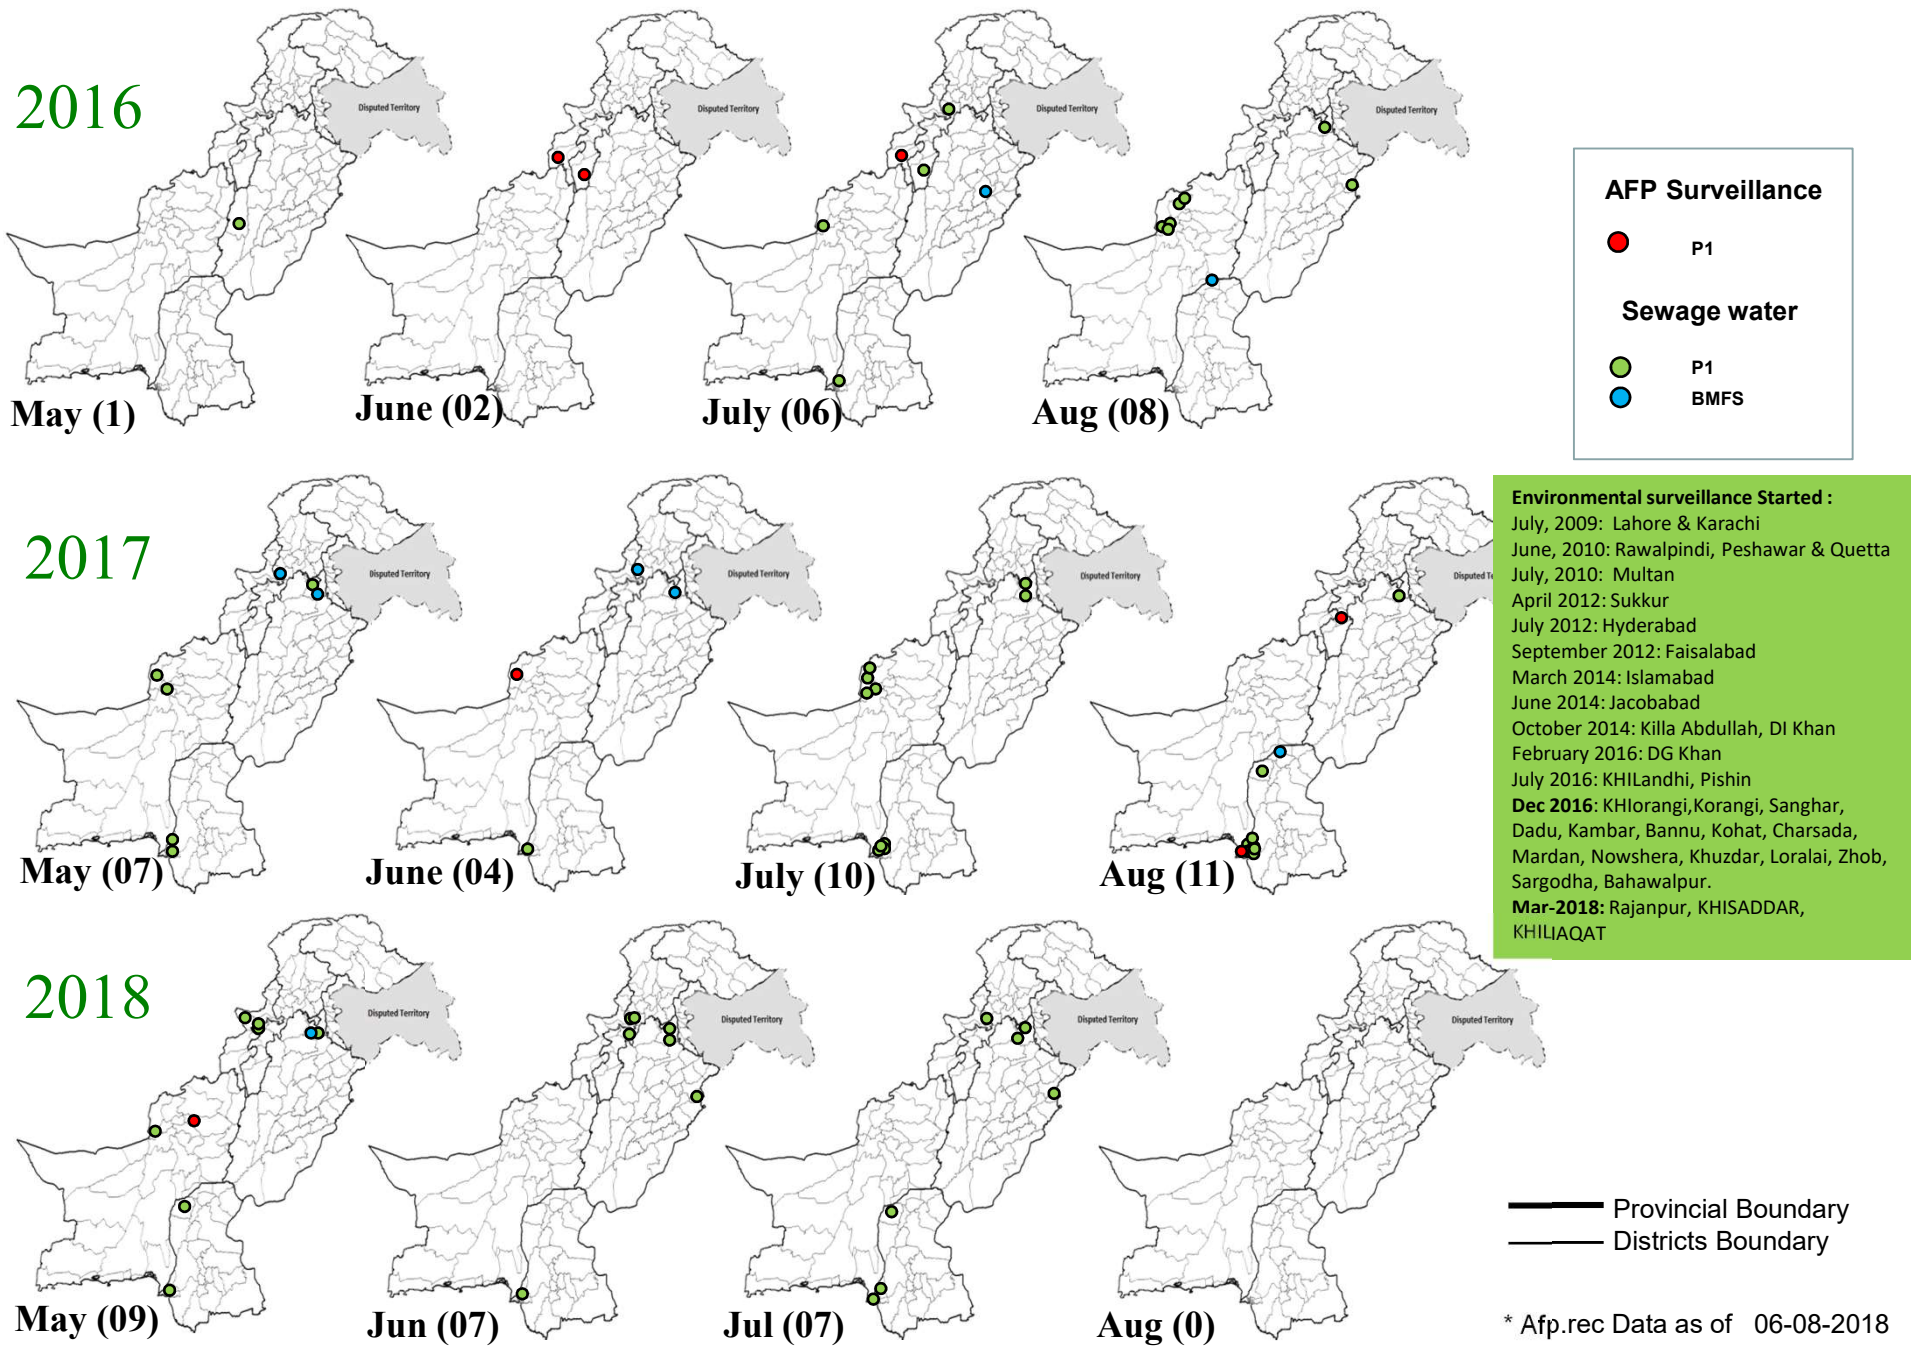 2016
Disputed Territory
Disputed Territory
Disputed Territory
Disputed Territory
May (1)
June (02)
July (06)
Aug (08)
AFP Surveillance
P1
Sewage water
P1
BMFS
2017
Disputed Territory
Disputed Territory
Disputed Territory
Disputed Te
May (07)
June (04)
July (10)
Aug (11)
Environmental surveillance Started :
July, 2009: Lahore & Karachi
June, 2010: Rawalpindi, Peshawar & Quetta
July, 2010: Multan
April 2012: Sukkur
July 2012: Hyderabad
September 2012: Faisalabad
March 2014: Islamabad
June 2014: Jacobabad
October 2014: Killa Abdullah, DI Khan
February 2016: DG Khan
July 2016: KHILandhi, Pishin
Dec 2016: KHIorangi,Korangi, Sanghar,
Dadu, Kambar, Bannu, Kohat, Charsada,
Mardan, Nowshera, Khuzdar, Loralai, Zhob,
Sargodha, Bahawalpur.
Mar-2018: Rajanpur, KHISADDAR,
KHILIAQAT
2018
Disputed Territory
Disputed Territory
Disputed Territory
Disputed Territory
May (09)
Jun (07)
Jul (07)
Aug (0)
Provincial Boundary
Districts Boundary
* Afp.rec Data as of 06-08-2018